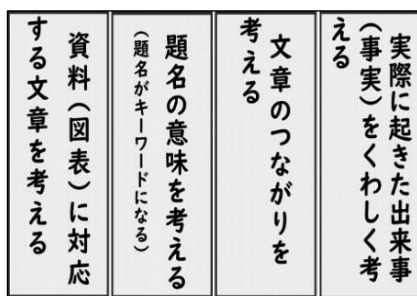 実際に起きた出来事
(事実)をくわしく考
える
文章のつながりを
考える
題名の意味を考える
(題名がキーワードになる)
資料(図表)に対応
する文章を考える